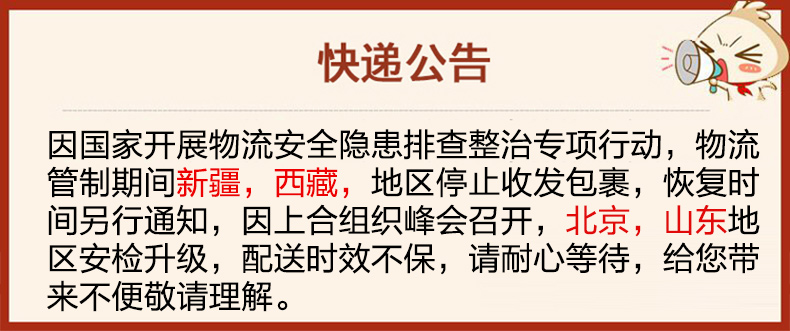 快递公告
因国家开展物流安全隐患排查整治专项行动，物流
管制期间新疆，西藏，地区停止收发包裹，恢复时
间另行通知，因上合组织峰会召开，北京，山东地
区安检升级，配送时效不保，请耐心等待，给您带
来不便敬请理解。